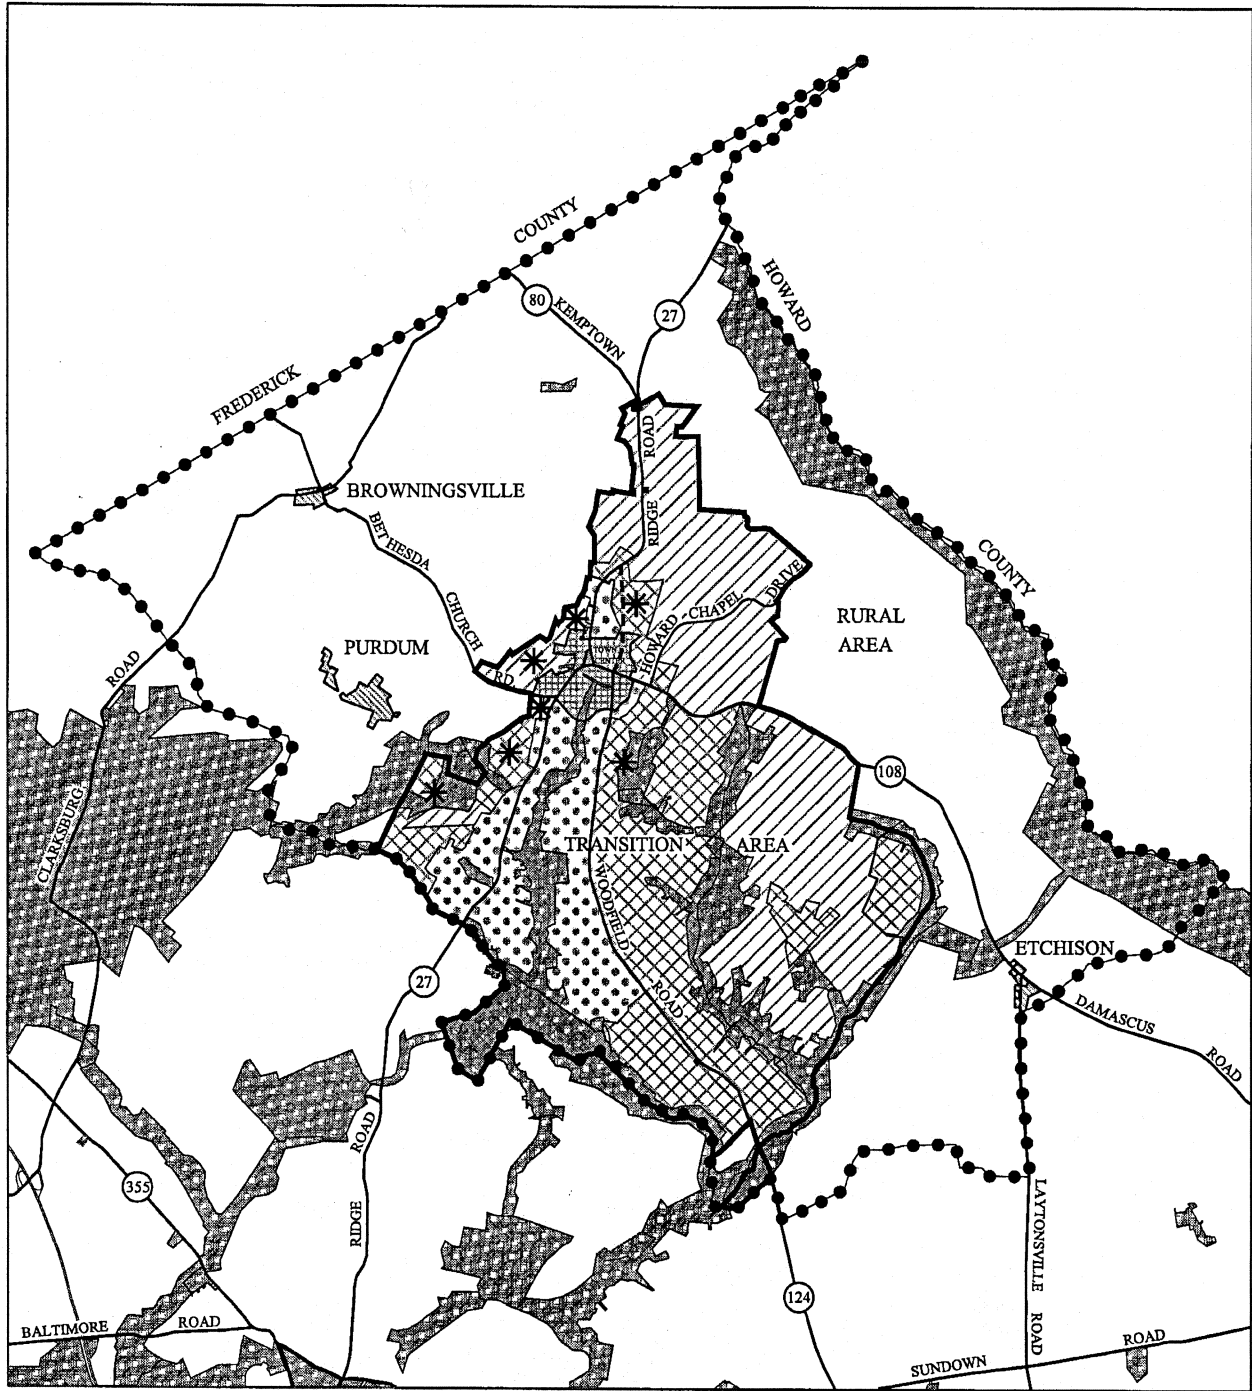 COUNTY
HOWARD
80
KEMPTOWN
27
FREDERICK
ROAD
BROWNINGSVILLE
RIDGE
BETHESDA
COUNTY
CHURCH
HOWARD CHAPEL DRIVE
RURAL
AREA
PURDUM
TOWN
CENTER
RD.
ROAD
CLARKSBURG
108
TRANSITION AREA
WOODFIELD
ROAD
ETCHISON
27
DAMASCUS
ROAD
ROAD
355
RIDGE
LAYTONSVILLE
ROAD
124
BALTIMORE ROAD
SUNDOWN
ROAD